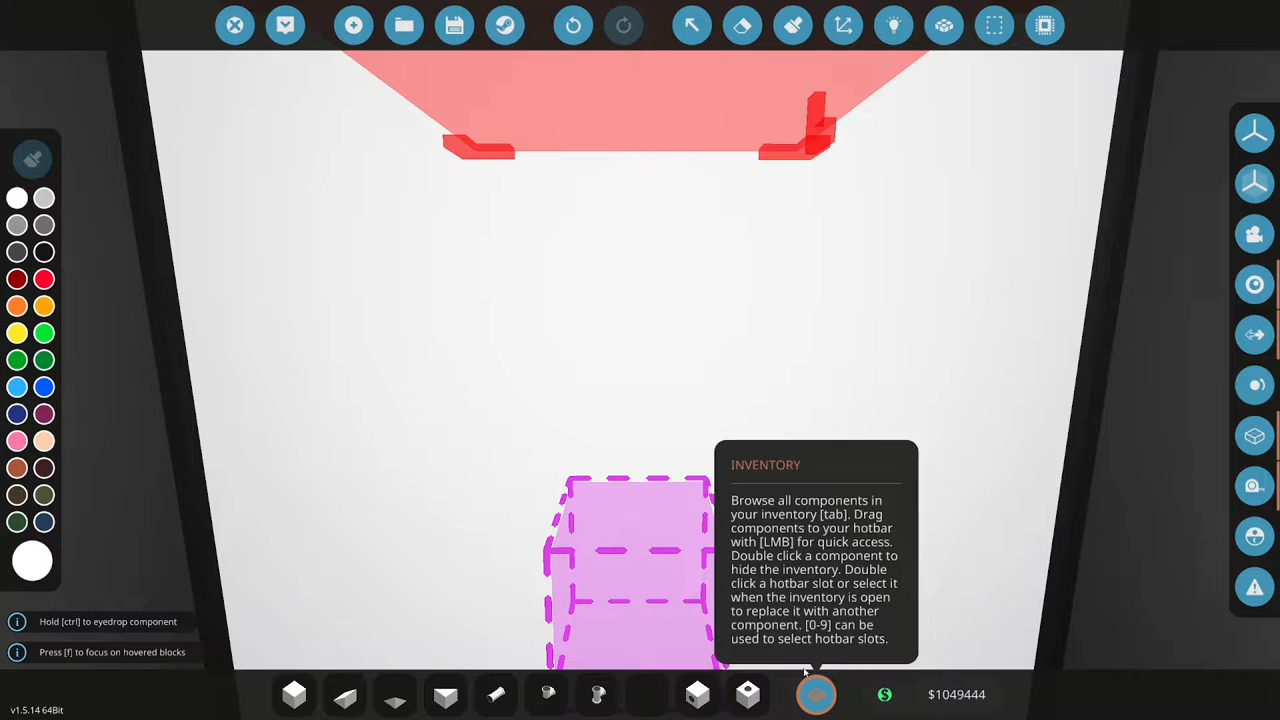 INVENTORY
Browse all components in
your inventory [tab]. Drag
components to your hotbar
with [LMB] for quick access.
Double click a component to
hide the inventory. Double
click a hotbar slot or select it
when the inventory is open
to replace it with another
component. [0-9] can be
used to select hotbar slots.
Hold [ctrl] to eyedrop component
Press [f] to focus on hovered blocks
$1049444
v1.5.14 64Bit